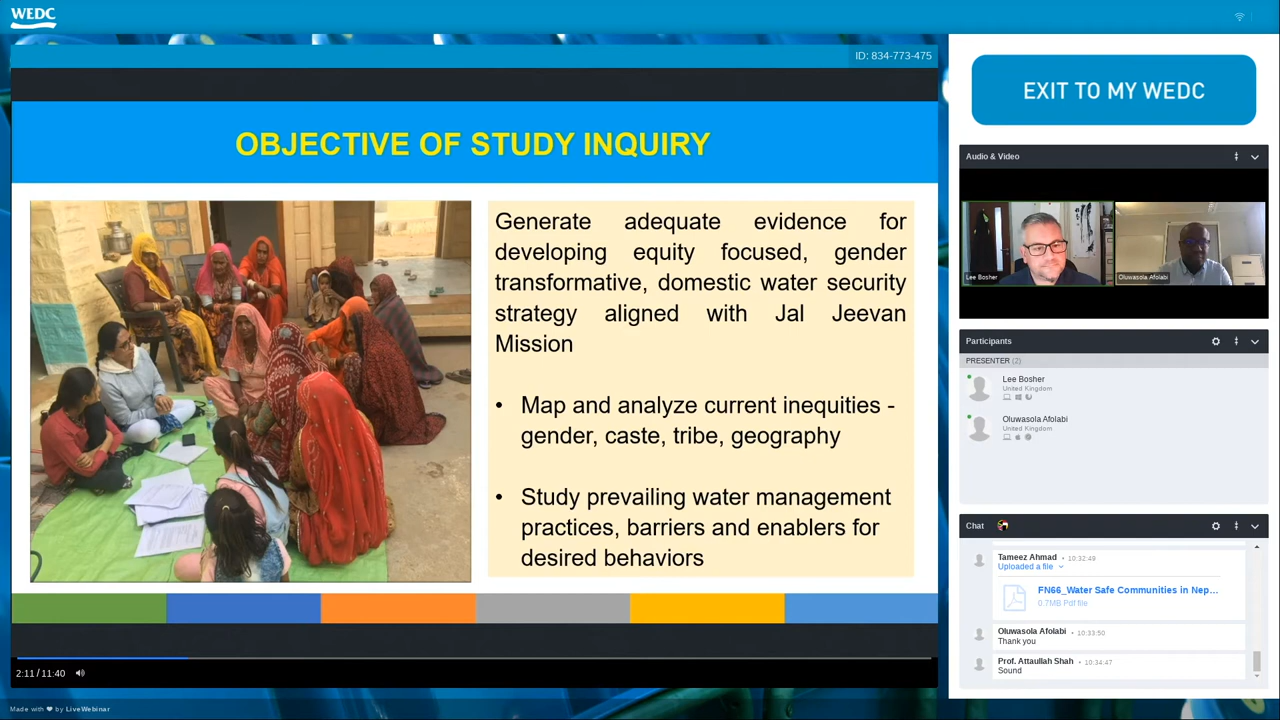 WEDC
ID: 834-773-475
OBJECTIVE OF STUDY INQUIRY
Generate adequate evidence for
developing equity focused, gender
transformative, domestic water security
strategy aligned with Jal Jeevan
Mission
• Map and analyze current inequities -
gender, caste, tribe, geography
• Study prevailing water management
practices, barriers and enablers for
desired behaviors
2:11 / 11:40
Made with ❤ by LiveWebinar
EXIT TO MY WEDC
Audio & Video
Lee Bosher
Oluwasola Afolabi
Participants
PRESENTER (2)
Lee Bosher
United Kingdom
Oluwasola Afolabi
United Kingdom
Chat
Tameez Ahmad • 10:32:49
Uploaded a file
FN66_Water Safe Communities in Nep...
0.7MB Pdf file
Oluwasola Afolabi • 10:33:50
Thank you
Prof. Attaullah Shah • 10:34:47
Sound